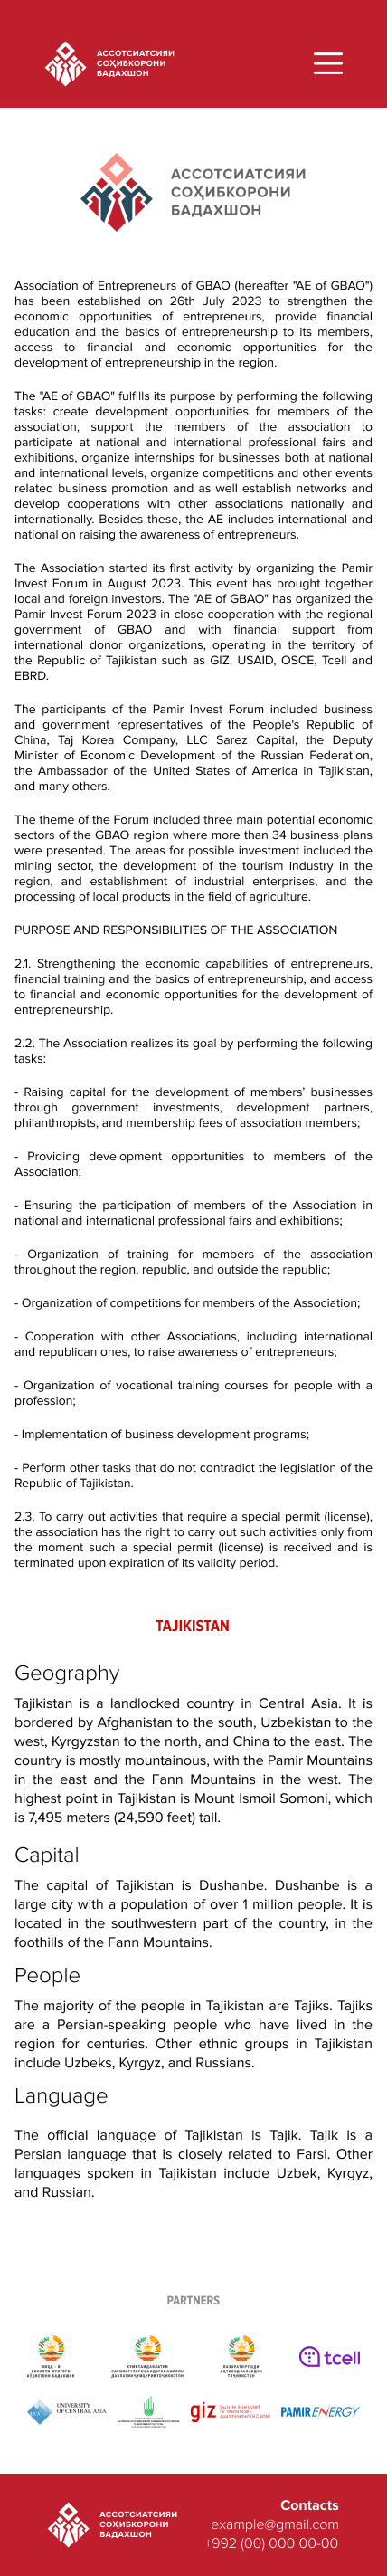 АССОТСИАТСИЯИ
СОҲИБКОРОНИ
БАДАХШОН
АССОТСИАТСИЯИ
СОҲИБКОРОНИ
БАДАХШОН
Association of Entrepreneurs of GBAO (hereafter "AE of GBAO")
has been established on 26th July 2023 to strengthen the
economic opportunities of entrepreneurs, provide financial
education and the basics of entrepreneurship to its members,
access to financial and economic opportunities for the
development of entrepreneurship in the region.
The "AE of GBAO" fulfills its purpose by performing the following
tasks: create development opportunities for members of the
association, support the members of the association to
participate at national and international professional fairs and
exhibitions, organize internships for businesses both at national
and international levels, organize competitions and other events
related business promotion and as well establish networks and
develop cooperations with other associations nationally and
internationally. Besides these, the AE includes international and
national on raising the awareness of entrepreneurs.
The Association started its first activity by organizing the Pamir
Invest Forum in August 2023. This event has brought together
local and foreign investors. The "AE of GBAO" has organized the
Pamir Invest Forum 2023 in close cooperation with the regional
government of GBAO and with financial support from
international donor organizations, operating in the territory of
the Republic of Tajikistan such as GIZ, USAID, OSCE, Tcell and
EBRD.
The participants of the Pamir Invest Forum included business
and government representatives of the People's Republic of
China, Taj Korea Company, LLC Sarez Capital, the Deputy
Minister of Economic Development of the Russian Federation,
the Ambassador of the United States of America in Tajikistan,
and many others.
The theme of the Forum included three main potential economic
sectors of the GBAO region where more than 34 business plans
were presented. The areas for possible investment included the
mining sector, the development of the tourism industry in the
region, and establishment of industrial enterprises, and the
processing of local products in the field of agriculture.
PURPOSE AND RESPONSIBILITIES OF THE ASSOCIATION
2.1. Strengthening the economic capabilities of entrepreneurs,
financial training and the basics of entrepreneurship, and access
to financial and economic opportunities for the development of
entrepreneurship.
2.2. The Association realizes its goal by performing the following
tasks:
- Raising capital for the development of members’ businesses
through government investments, development partners,
philanthropists, and membership fees of association members;
- Providing development opportunities to members of the
Association;
- Ensuring the participation of members of the Association in
national and international professional fairs and exhibitions;
- Organization of training for members of the association
throughout the region, republic, and outside the republic;
- Organization of competitions for members of the Association;
- Cooperation with other Associations, including international
and republican ones, to raise awareness of entrepreneurs;
- Organization of vocational training courses for people with a
profession;
- Implementation of business development programs;
- Perform other tasks that do not contradict the legislation of the
Republic of Tajikistan.
2.3. To carry out activities that require a special permit (license),
the association has the right to carry out such activities only from
the moment such a special permit (license) is received and is
terminated upon expiration of its validity period.
TAJIKISTAN
Geography
Tajikistan is a landlocked country in Central Asia. It is
bordered by Afghanistan to the south, Uzbekistan to the
west, Kyrgyzstan to the north, and China to the east. The
country is mostly mountainous, with the Pamir Mountains
in the east and the Fann Mountains in the west. The
highest point in Tajikistan is Mount Ismoil Somoni, which
is 7,495 meters (24,590 feet) tall.
Capital
The capital of Tajikistan is Dushanbe. Dushanbe is a
large city with a population of over 1 million people. It is
located in the southwestern part of the country, in the
foothills of the Fann Mountains.
People
The majority of the people in Tajikistan are Tajiks. Tajiks
are a Persian-speaking people who have lived in the
region for centuries. Other ethnic groups in Tajikistan
include Uzbeks, Kyrgyz, and Russians.
Language
The official language of Tajikistan is Tajik. Tajik is a
Persian language that is closely related to Farsi. Other
languages spoken in Tajikistan include Uzbek, Kyrgyz,
and Russian.
PARTNERS
tcell
UNIVERSITY
OF CENTRAL ASIA
giz
PAMIR ENERGY
АССОТСИАТСИЯИ
СОҲИБКОРОНИ
БАДАХШОН
Contacts
example@gmail.com
+992 (00) 000 00-00